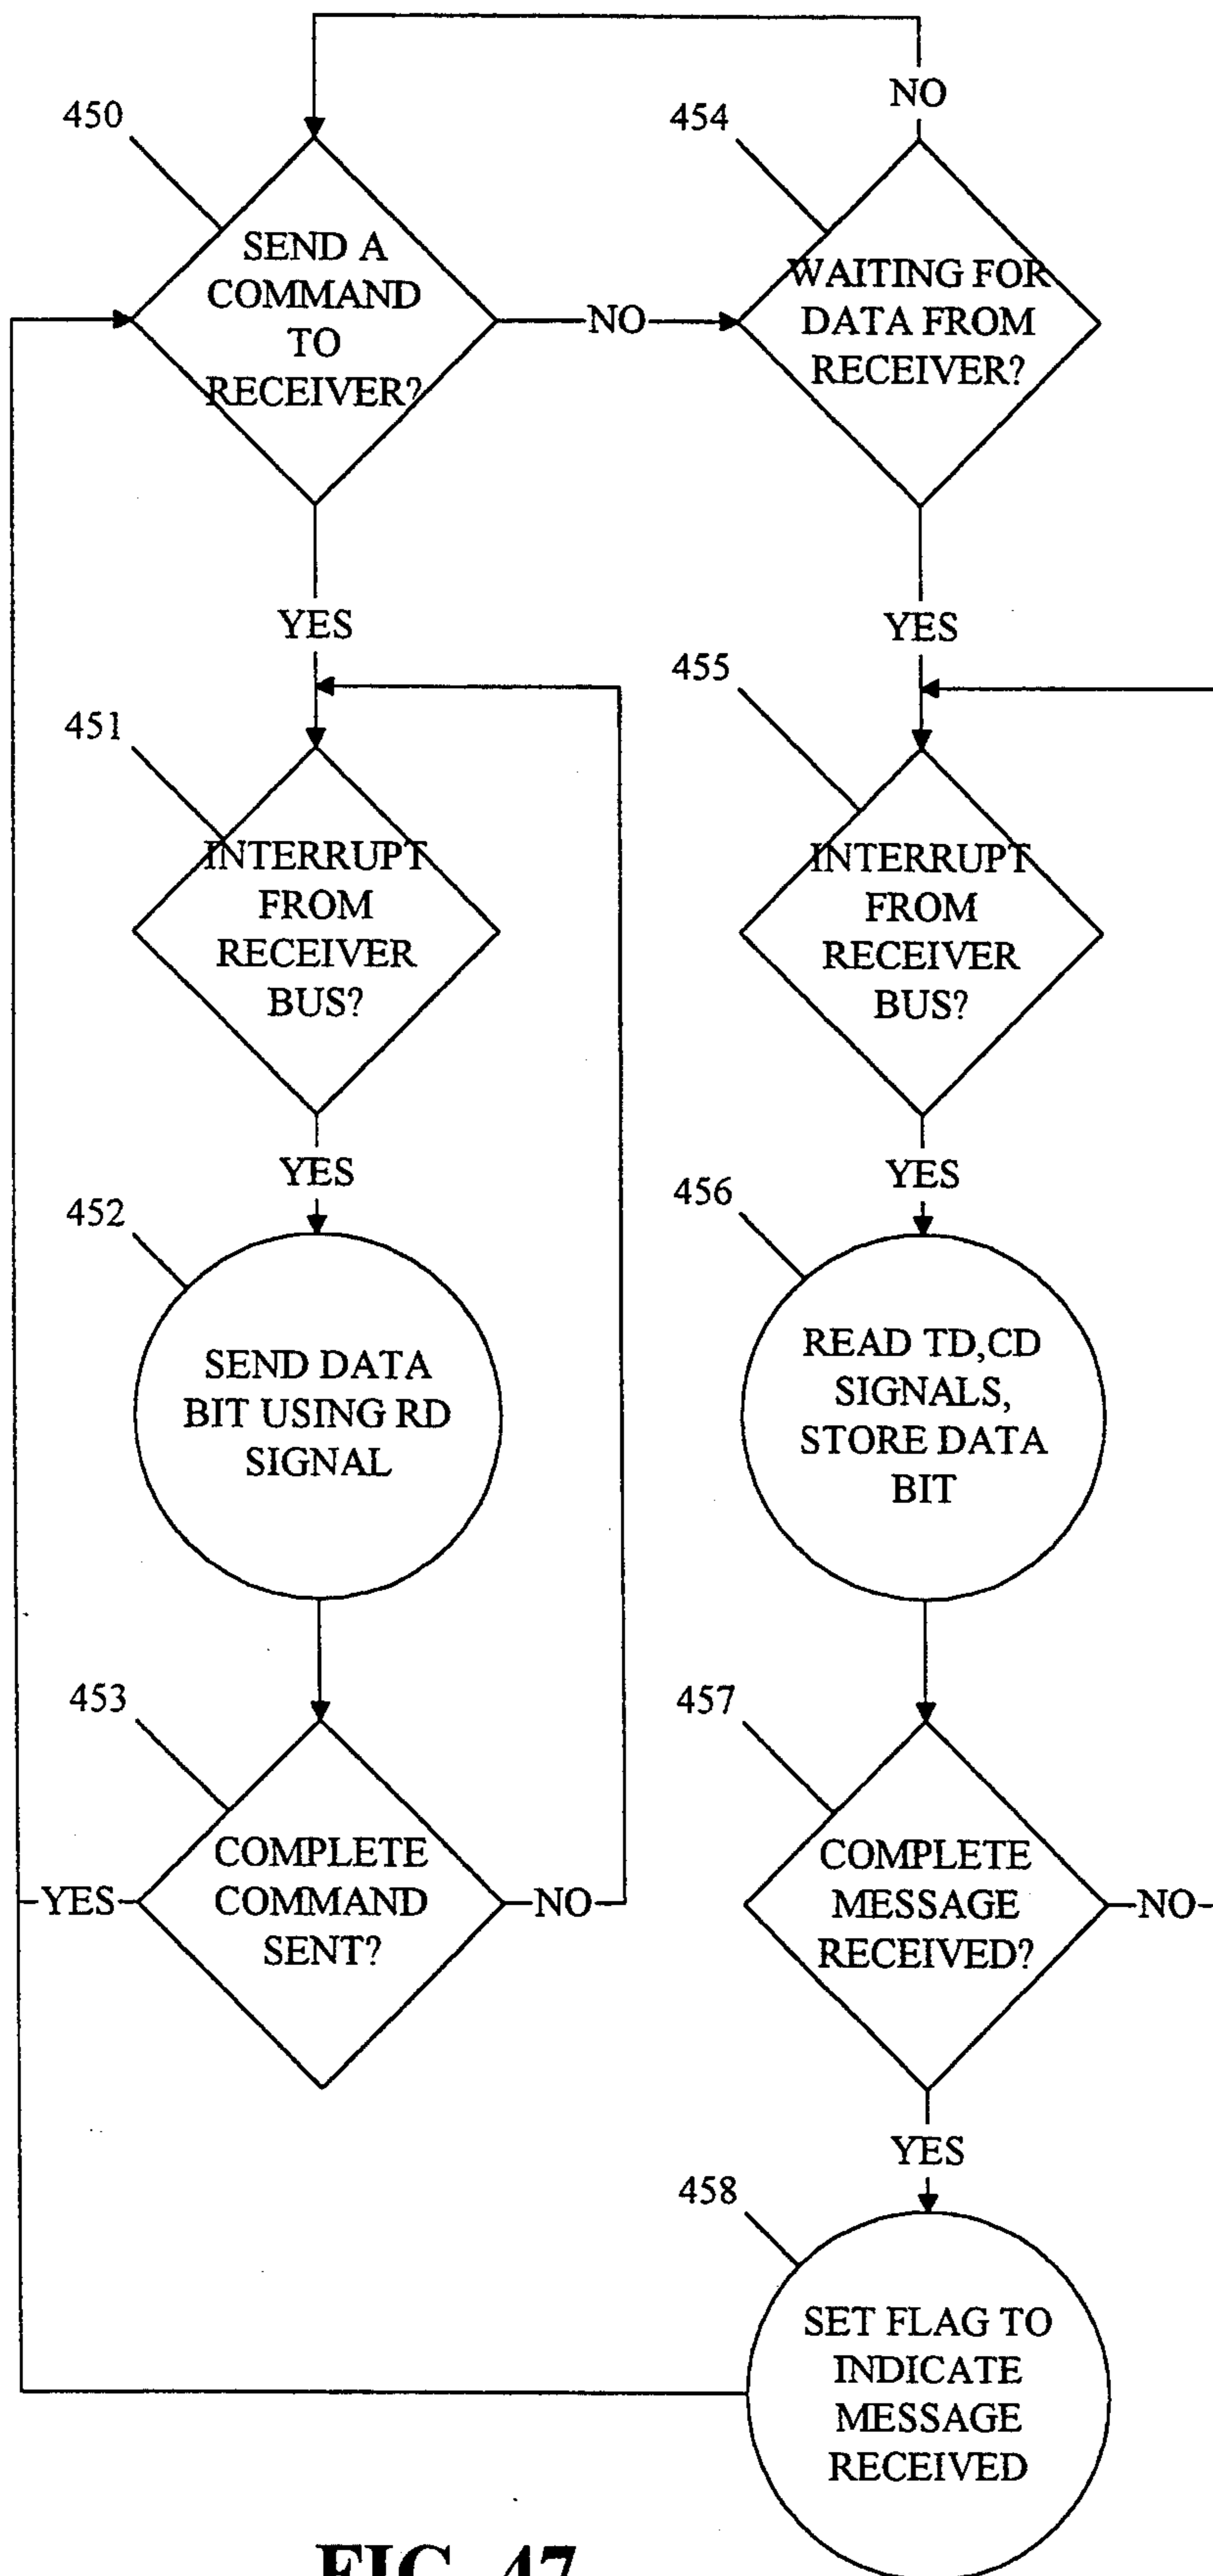 NO
450
454
SEND A
COMMAND
TO
RECEIVER?
NO
WAITING FOR
DATA FROM
RECEIVER?
YES
YES
451
455
INTERRUPT
FROM
RECEIVER
BUS?
INTERRUPT
FROM
RECEIVER
BUS?
YES
YES
452
456
SEND DATA
BIT USING RD
SIGNAL
READ TD,CD
SIGNALS,
STORE DATA
BIT
453
457
YES
COMPLETE
COMMAND
SENT?
NO
COMPLETE
MESSAGE
RECEIVED?
NO
YES
458
SET FLAG TO
INDICATE
MESSAGE
RECEIVED
FIG. 47